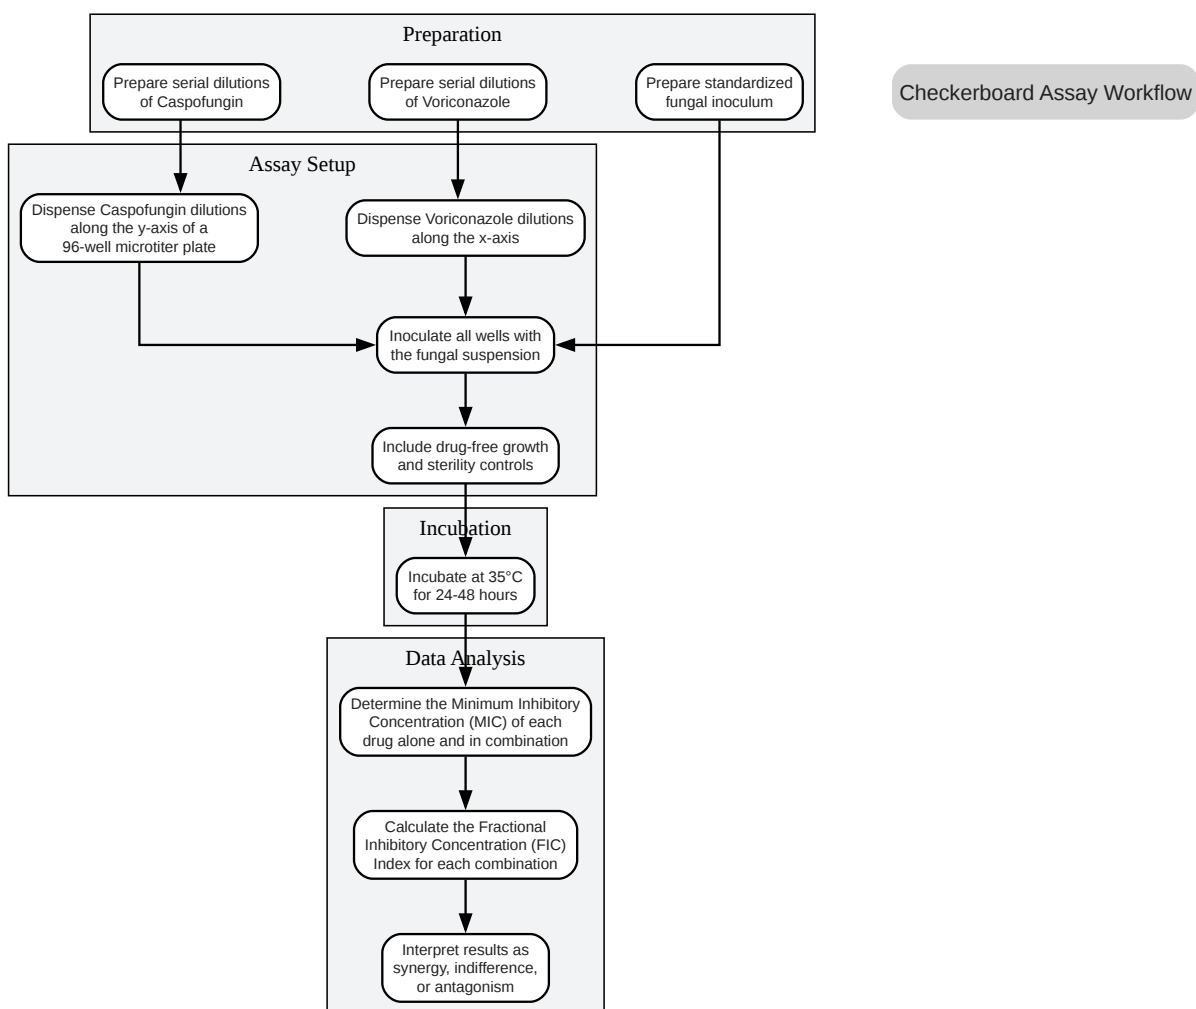 Preparation
Prepare serial dilutions
of Caspofungin
Prepare serial dilutions
of Voriconazole
Prepare standardized
fungal inoculum
Checkerboard Assay Workflow
Assay Setup
Dispense Caspofungin dilutions
along the y-axis of a
96-well microtiter plate
Dispense Voriconazole dilutions
along the x-axis
Inoculate all wells with
the fungal suspension
Include drug-free growth
and sterility controls
Incubation
Incubate at 35°C
for 24-48 hours
Data Analysis
Determine the Minimum Inhibitory
Concentration (MIC) of each
drug alone and in combination
Calculate the Fractional
Inhibitory Concentration (FIC)
Index for each combination
Interpret results as
synergy, indifference,
or antagonism